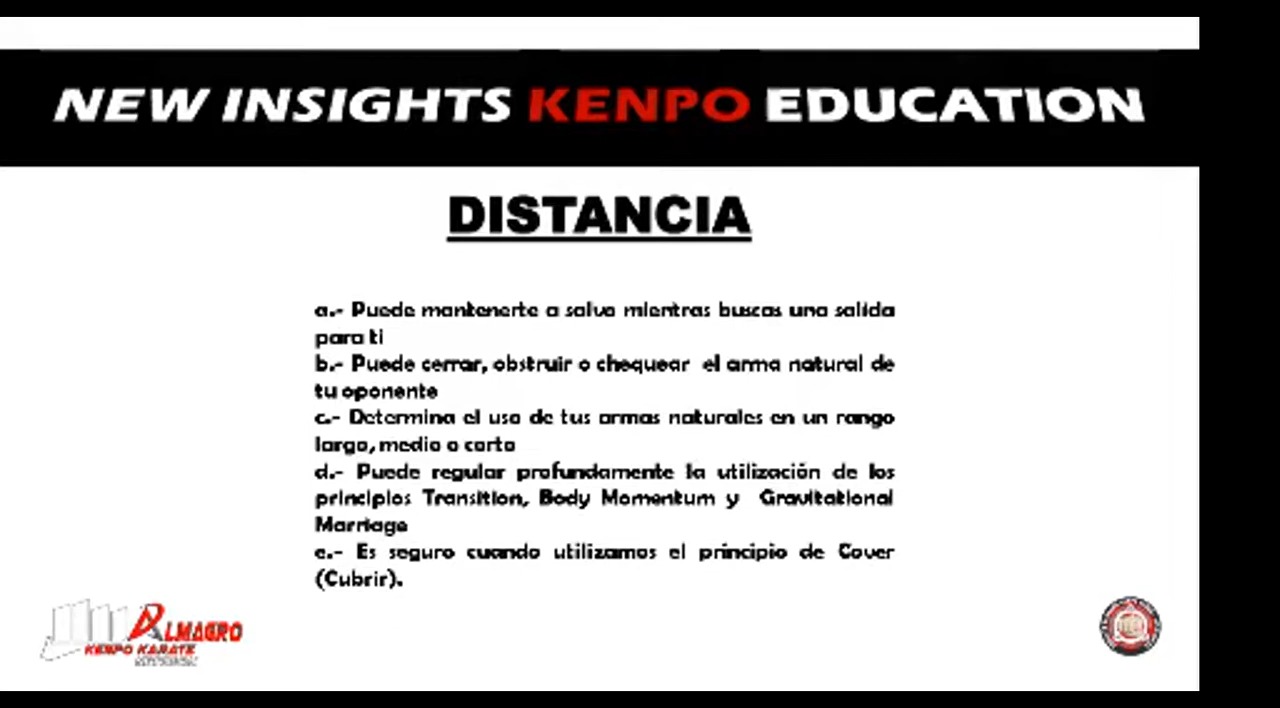 NEW INSIGHTS KENPO EDUCATION
DISTANCIA
a.- Puede mantenerte a salvo mientras buscas una salida
para ti
b.- Puede cerrar, obstruir o chequear el arma natural de
tu oponente
c.- Determina el uso de tus armas naturales en un rango
largo, medio o corto
d.- Puede regular profundamente la utilización de los
principios Transition, Body Momentum y Gravitational
Marriage
e.- Es seguro cuando utilizamos el principio de Cover
(Cubrir).
ALMAGRO
KENPO KARATE